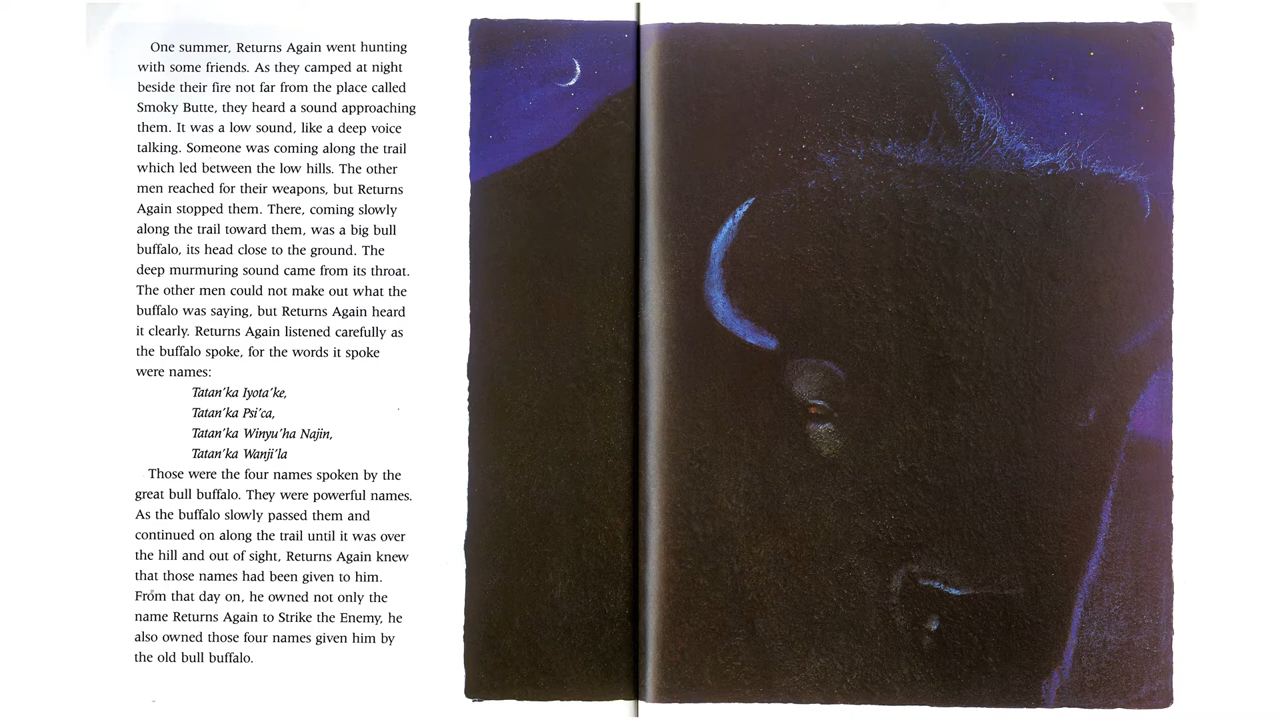 One summer, Returns Again went hunting
with some friends. As they camped at night
beside their fire not far from the place called
Smoky Butte, they heard a sound approaching
them. It was a low sound, like a deep voice
talking. Someone was coming along the trail
which led between the low hills. The other
men reached for their weapons, but Returns
Again stopped them. There, coming slowly
along the trail toward them, was a big bull
buffalo, its head close to the ground. The
deep murmuring sound came from its throat.
The other men could not make out what the
buffalo was saying, but Returns Again heard
it clearly. Returns Again listened carefully as
the buffalo spoke, for the words it spoke
were names:
Tatan'ka Iyota'ke,
Tatan'ka Psi'ca,
Tatan'ka Winyu'ha Najin,
Tatan'ka Wanji'la
Those were the four names spoken by the
great bull buffalo. They were powerful names.
As the buffalo slowly passed them and
continued on along the trail until it was over
the hill and out of sight, Returns Again knew
that those names had been given to him.
From that day on, he owned not only the
name Returns Again to Strike the Enemy, he
also owned those four names given him by
the old bull buffalo.